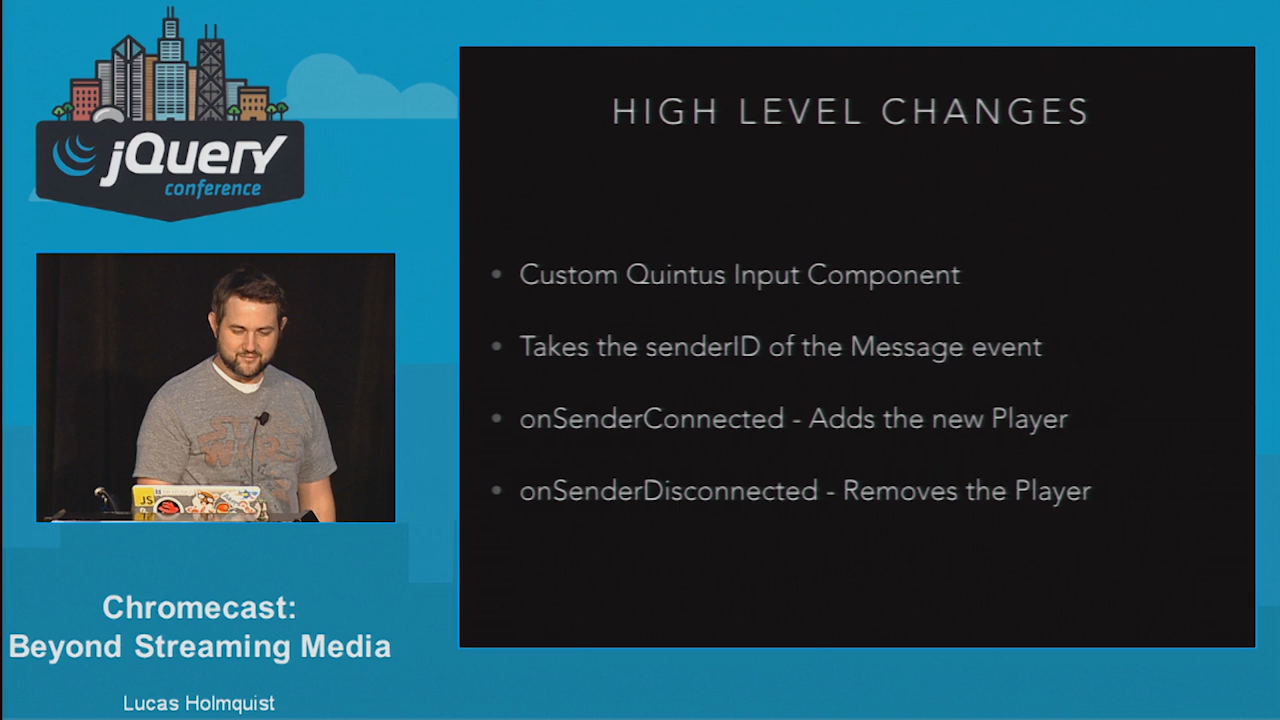 jQuery
conference
HIGH LEVEL CHANGES
• Custom Quintus Input Component
• Takes the senderID of the Message event
• onSenderConnected - Adds the new Player
• onSenderDisconnected - Removes the Player
JS
Chromecast:
Beyond Streaming Media
Lucas Holmquist